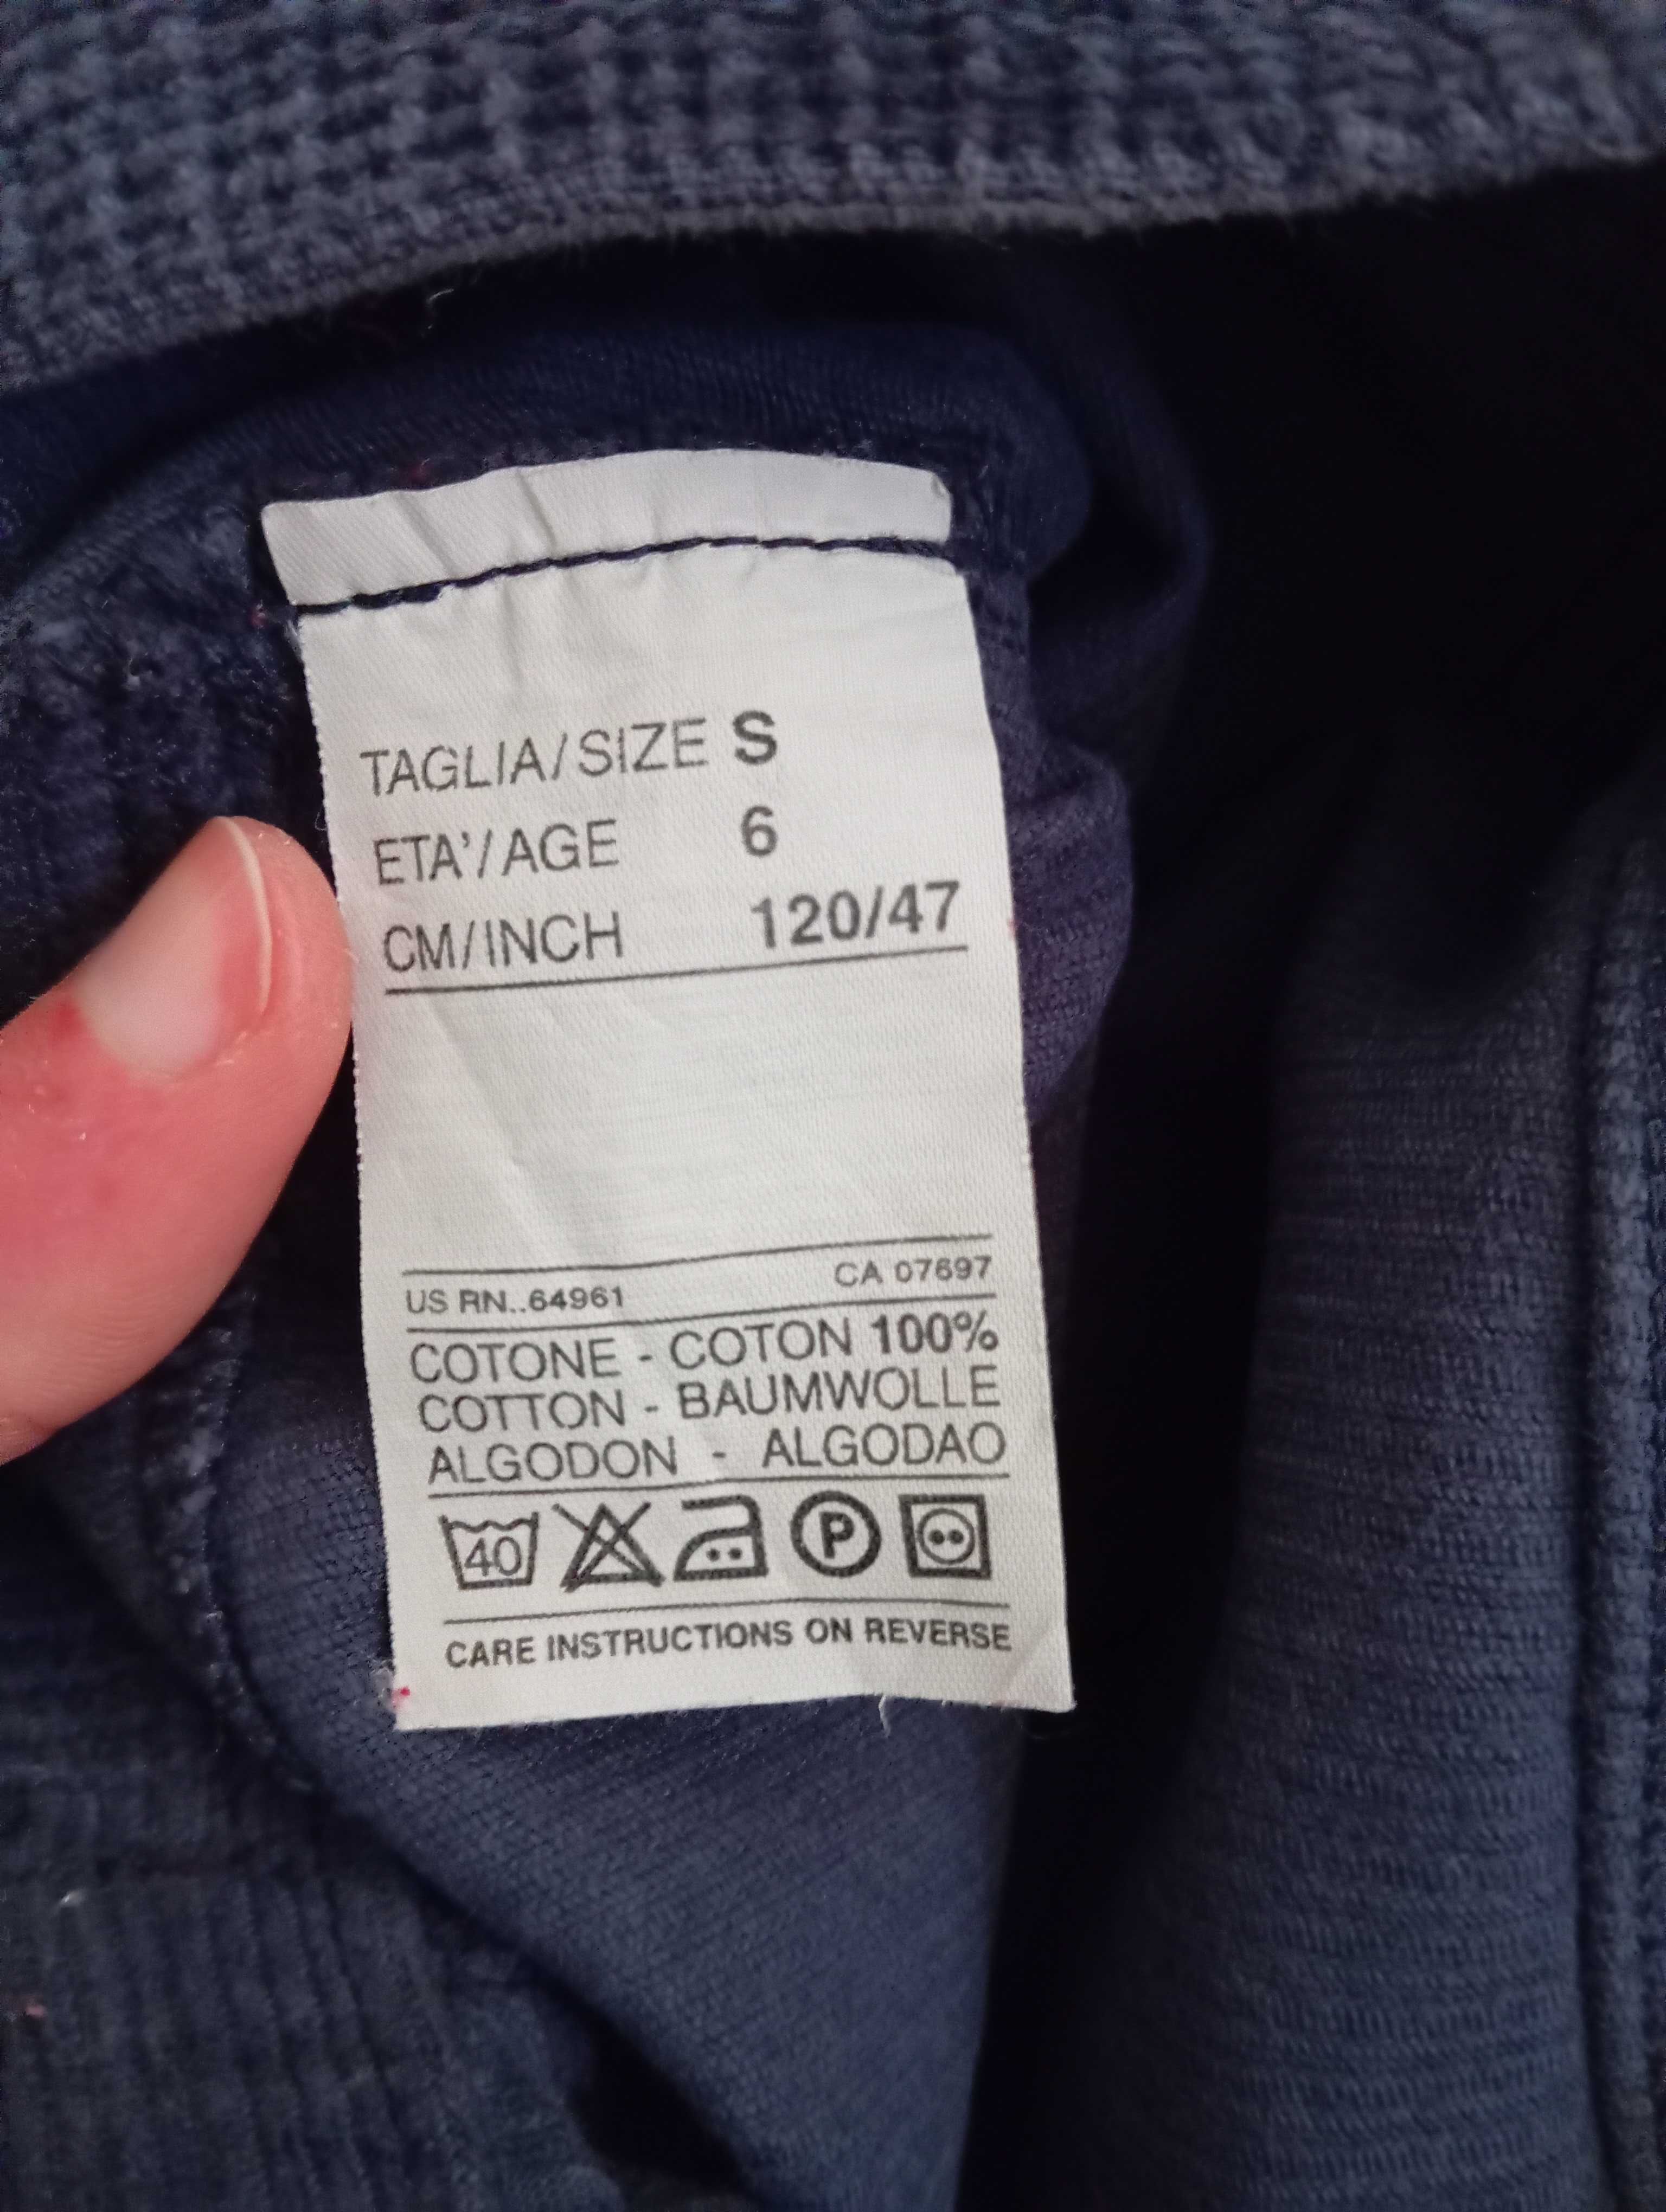 TAGLIA/SIZE S
ETA'/AGE 6
CM/INCH 120/47
US RN..64961 CA 07697
COTONE - COTON 100%
COTTON - BAUMWOLLE
ALGODON - ALGODAO
40 P
CARE INSTRUCTIONS ON REVERSE